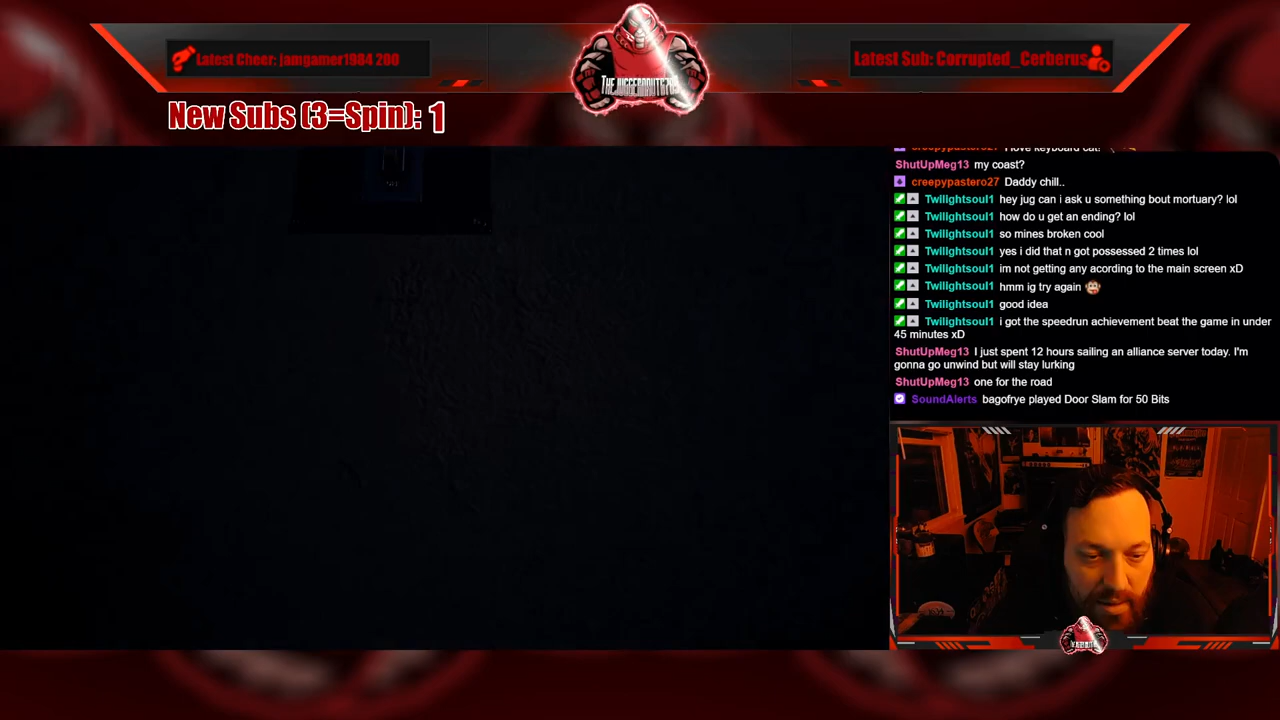 Latest Cheer: jamgamer1984 200
Latest Sub: Corrupted_Cerberus
New Subs (3=Spin): 1
ShutUpMeg13 my coast?
creepypastero27 Daddy chill..
Twilightsoul1 hey jug can i ask u something bout mortuary? lol
Twilightsoul1 how do u get an ending? lol
Twilightsoul1 so mines broken cool
Twilightsoul1 yes i did that n got possessed 2 times lol
Twilightsoul1 im not getting any acording to the main screen xD
Twilightsoul1 hmm ig try again
Twilightsoul1 good idea
Twilightsoul1 i got the speedrun achievement beat the game in under
45 minutes xD
ShutUpMeg13 I just spent 12 hours sailing an alliance server today. I'm
gonna go unwind but will stay lurking
ShutUpMeg13 one for the road
SoundAlerts bagofrye played Door Slam for 50 Bits